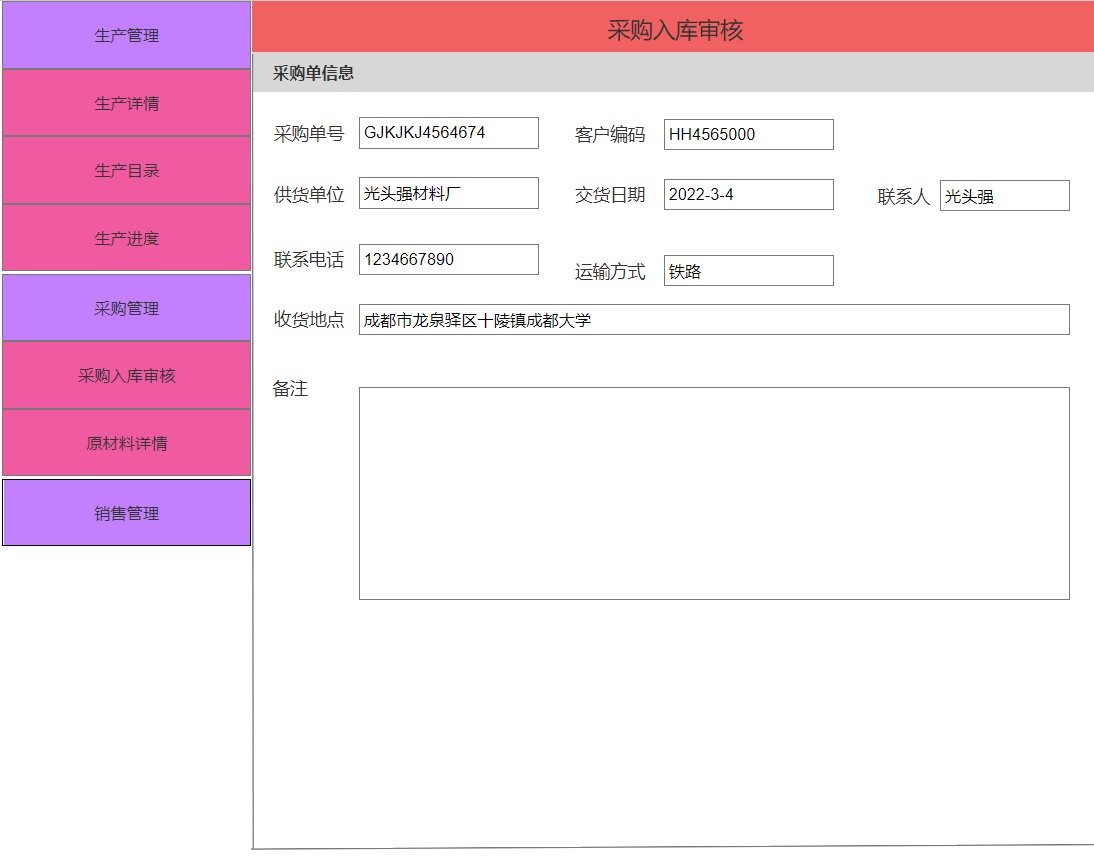 生产管理
生产详情
生产目录
生产进度
采购管理
采购入库审核
原材料详情
销售管理
采购入库审核
采购单信息
采购单号 GJKJKJ4564674 客户编码 HH4565000
供货单位 光头强材料厂 交货日期 2022-3-4 联系人 光头强
联系电话 1234667890 运输方式 铁路
收货地点 成都市龙泉驿区十陵镇成都大学
备注